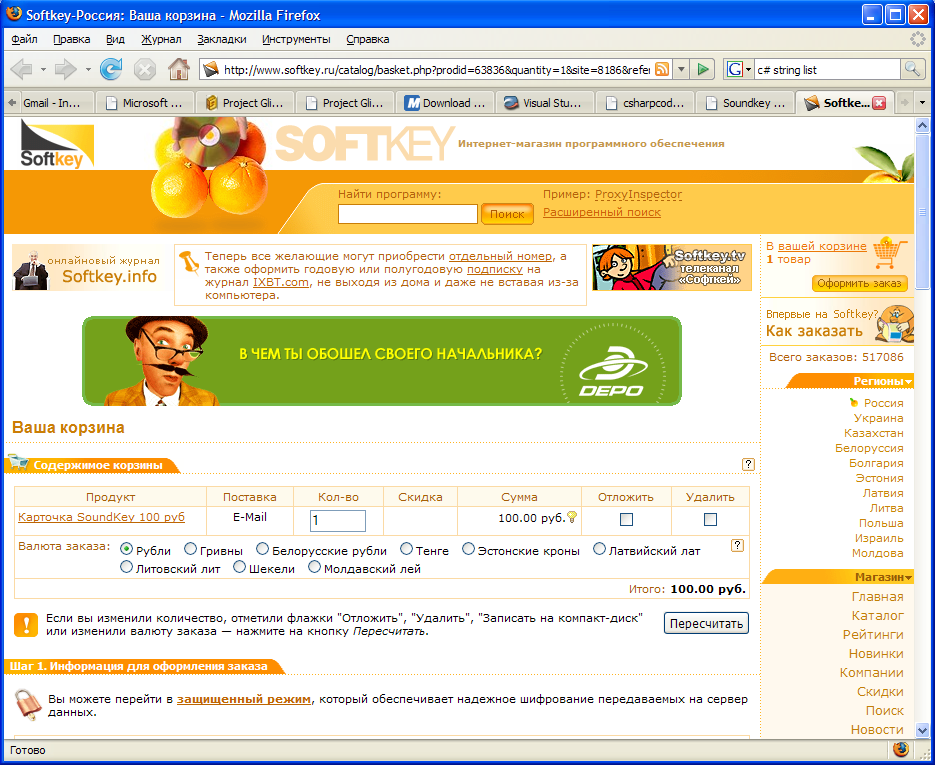 Softkey-Россия: Ваша корзина - Mozilla Firefox
Файл Правка Вид Журнал Закладки Инструменты Справка
http://www.softkey.ru/catalog/basket.php?prodid=63836&quantity=1&site=8186&refe
G c# string list
Gmail - In... Microsoft ... Project Gli... Project Gli... Download ... Visual Stu... csharpcod... Soundkey ... Softke...
Softkey
SOFTKEY Интернет-магазин программного обеспечения
Найти программу:
Поиск
Пример: ProxyInspector
Расширенный поиск
онлайновый журнал
Softkey.info
Теперь все желающие могут приобрести отдельный номер, а
также оформить годовую или полугодовую подписку на
журнал IXBT.com, не выходя из дома и даже не вставая из-за
компьютера.
Softkey.tv
телеканал
«Софткей»
В вашей корзине
1 товар
Оформить заказ
Впервые на Softkey?
Как заказать
Всего заказов: 517086
В ЧЕМ ТЫ ОБОШЕЛ СВОЕГО НАЧАЛЬНИКА?
DEPO
Ваша корзина
Содержимое корзины ?
Продукт Поставка Кол-во Скидка Сумма Отложить Удалить
Карточка SoundKey 100 руб E-Mail 1 100.00 руб.
Валюта заказа: Рубли Гривны Белорусские рубли Тенге Эстонские кроны Латвийский лат ?
Литовский лит Шекели Молдавский лей
Итого: 100.00 руб.
Если вы изменили количество, отметили флажки "Отложить", "Удалить", "Записать на компакт-диск"
или изменили валюту заказа — нажмите на кнопку Пересчитать.
Пересчитать
Шаг 1. Информация для оформления заказа
Вы можете перейти в защищенный режим, который обеспечивает надежное шифрование передаваемых на сервер
данных.
Регионы
Россия
Украина
Казахстан
Белоруссия
Болгария
Эстония
Латвия
Литва
Польша
Израиль
Молдова
Магазин
Главная
Каталог
Рейтинги
Новинки
Компании
Скидки
Поиск
Новости
Готово